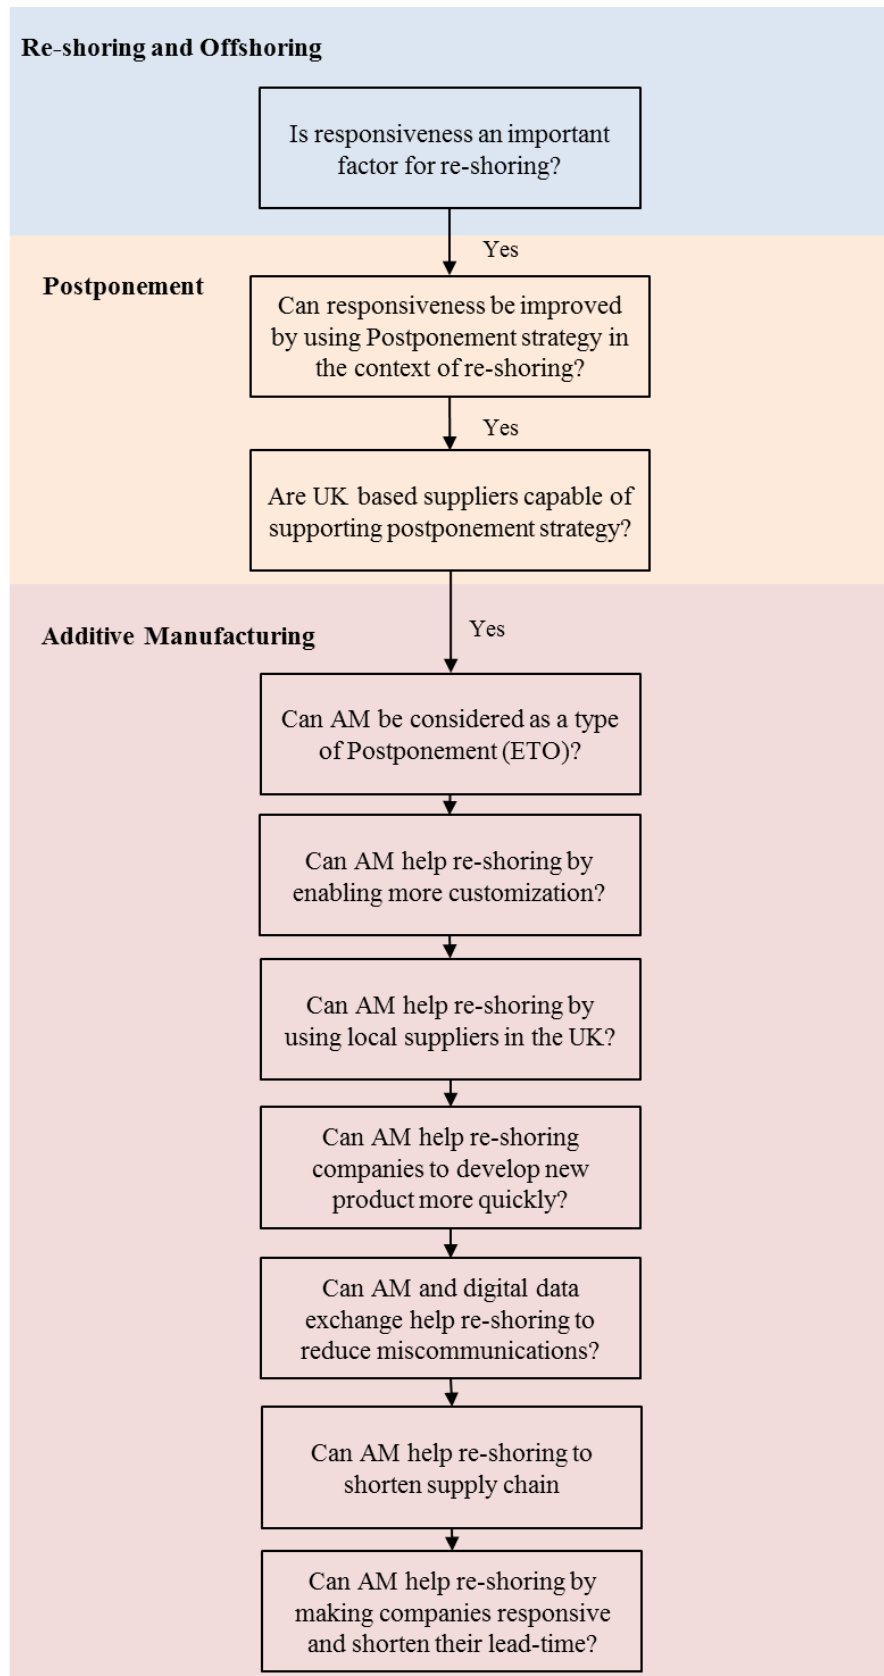 Re-shoring and Offshoring
Is responsiveness an important
factor for re-shoring?
Yes
Postponement
Can responsiveness be improved
by using Postponement strategy in
the context of re-shoring?
Yes
Are UK based suppliers capable of
supporting postponement strategy?
Yes
Additive Manufacturing
Can AM be considered as a type
of Postponement (ETO)?
Can AM help re-shoring by
enabling more customization?
Can AM help re-shoring by
using local suppliers in the UK?
Can AM help re-shoring
companies to develop new
product more quickly?
Can AM and digital data
exchange help re-shoring to
reduce miscommunications?
Can AM help re-shoring to
shorten supply chain
Can AM help re-shoring by
making companies responsive
and shorten their lead-time?